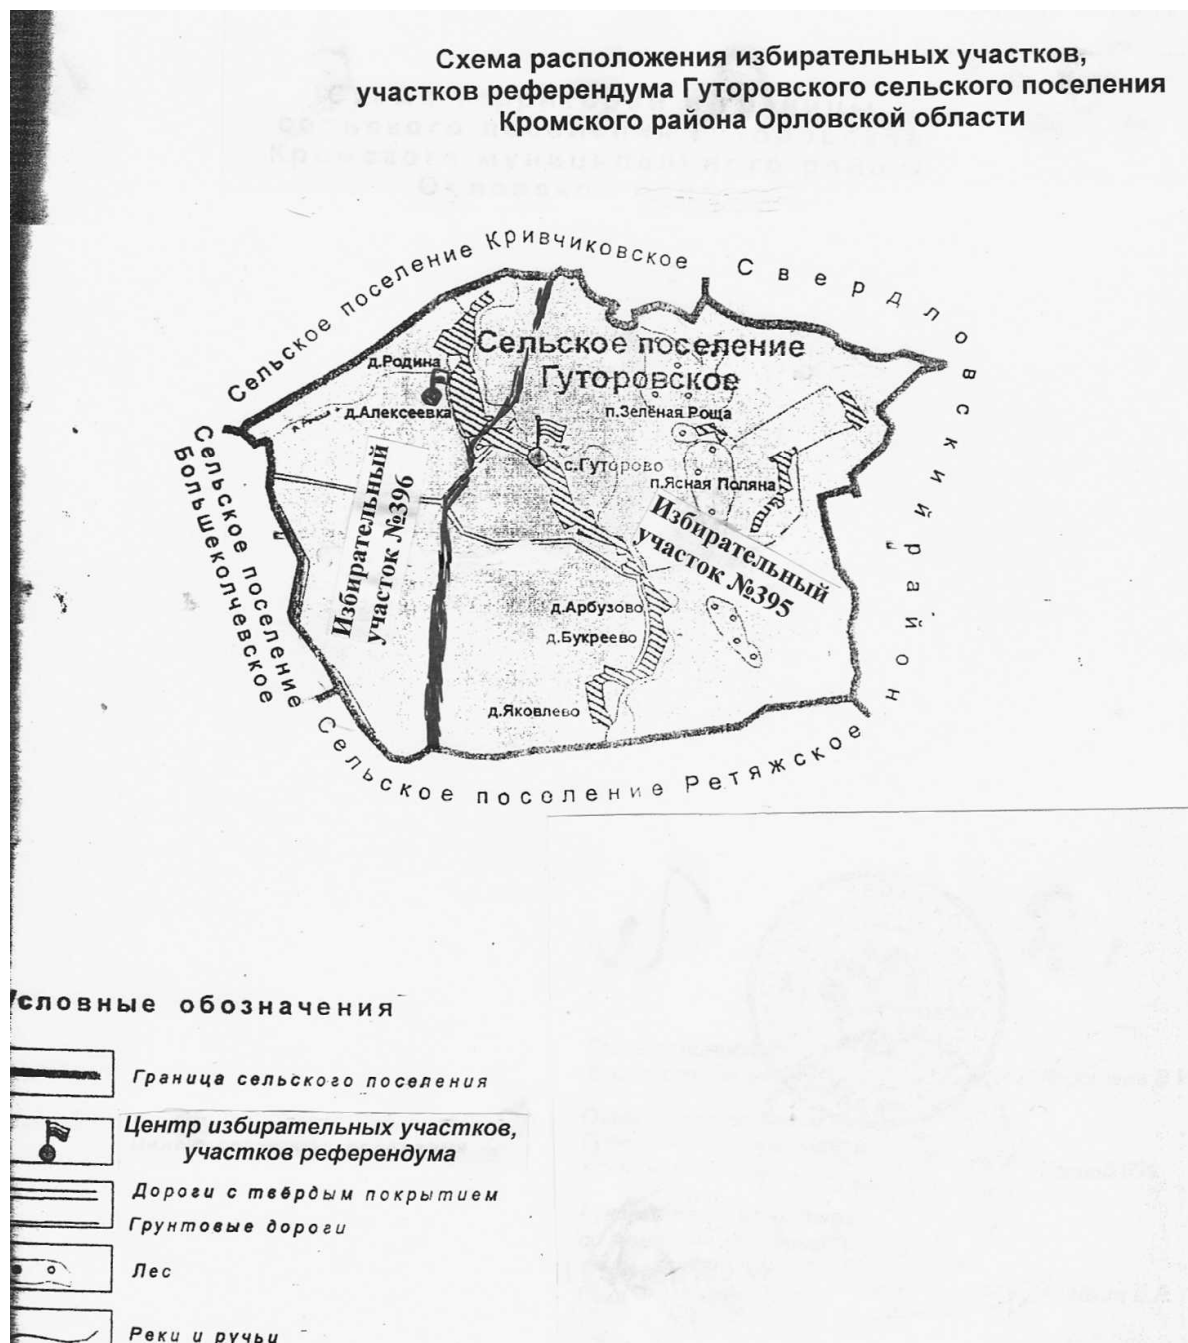 Схема расположения избирательных участков,
участков референдума Гуторовского сельского поселения
Кромского района Орловской области
Сельское поселение Кривчиковское
Свердловский район
Сельское поселение
Гуторовское
д.Родина
д.Алексеевка
п.Зелёная Роща
с.Гуторово
п.Ясная Поляна
Избирательный
участок №396
Избирательный
участок №395
Сельское поселение
Большеколчевское
д.Арбузово
д.Букреево
д.Яковлево
Сельское поселение Ретяжское
Условные обозначения
Граница сельского поселения
Центр избирательных участков,
участков референдума
Дороги с твёрдым покрытием
Грунтовые дороги
Лес
Реки и ручьи